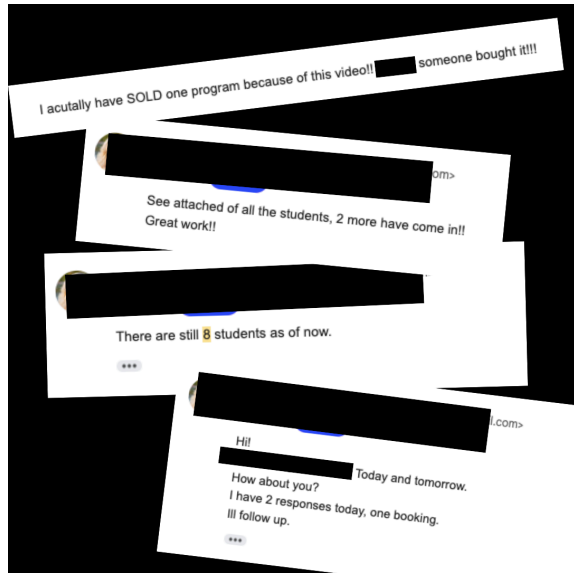 I acutally have SOLD one program because of this video!! someone bought it!!!
om>
See attached of all the students, 2 more have come in!!
Great work!!
There are still 8 students as of now.
l.com>
Hi!
Today and tomorrow.
How about you?
I have 2 responses today, one booking.
Ill follow up.